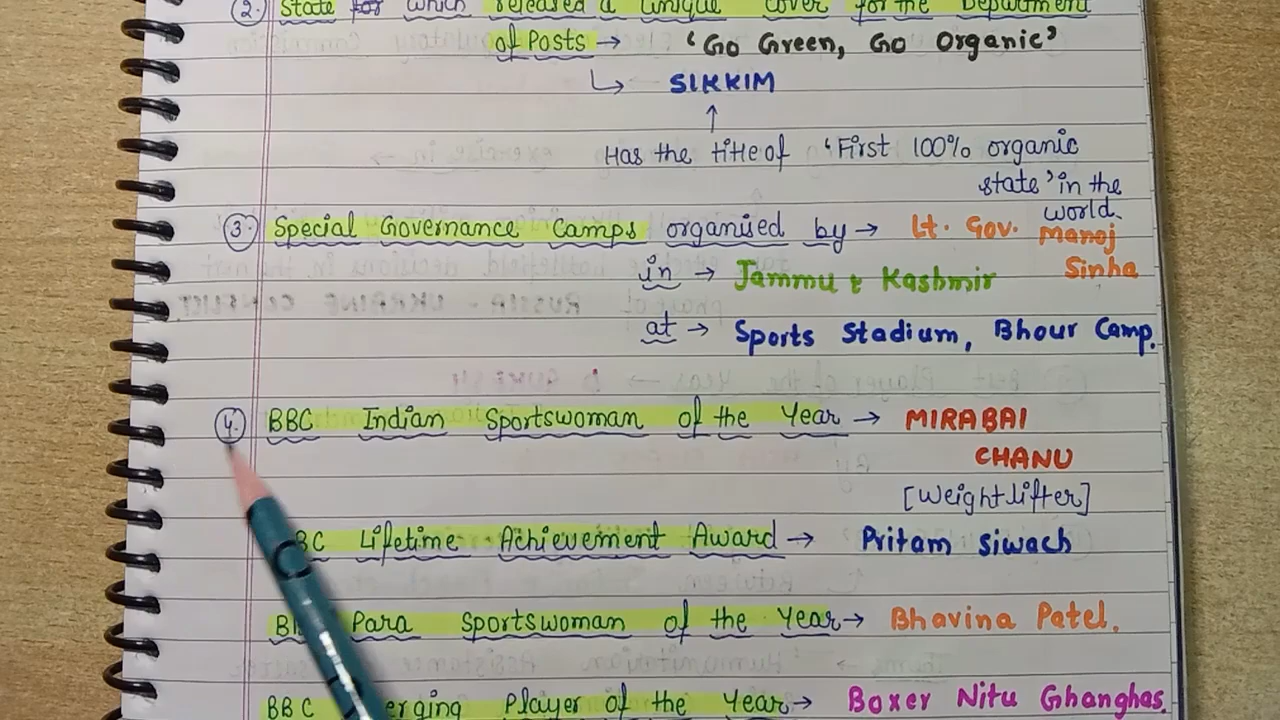 2. State for which released a unique cover for the Department
of Posts → 'Go Green, Go Organic'
↳ SIKKIM
↑
Has the title of 'First 100% organic
state' in the
world.
3. Special Governance Camps organised by → Lt. Gov. Manoj
Sinha
in → Jammu & Kashmir
at → Sports Stadium, Bhour Camp.
4. BBC Indian Sportswoman of the Year → MIRABAI
CHANU
[Weightlifter]
BC Lifetime Achievement Award → Pritam Siwach
Para Sportswoman of the Year → Bhavina Patel.
BBC erging Player of the Year → Boxer Nitu Ghanghas.